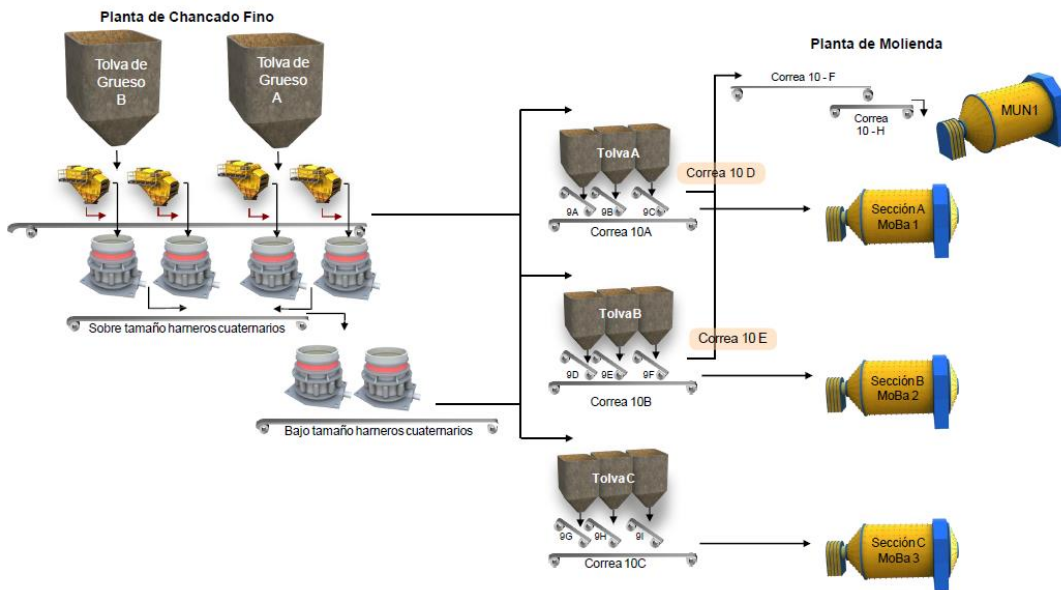 Planta de Chancado Fino
Tolva de
Grueso
B
Tolva de
Grueso
A
Sobre tamaño harneros cuaternarios
Bajo tamaño harneros cuaternarios
Planta de Molienda
Correa 10 - F
Correa
10 - H
MUN1
Tolva A
Correa 10 D
9A
9B
9C
Correa 10A
Sección A
MoBa 1
Tolva B
Correa 10 E
9D
9E
9F
Correa 10B
Sección B
MoBa 2
Tolva C
9G
9H
9I
Correa 10C
Sección C
MoBa 3